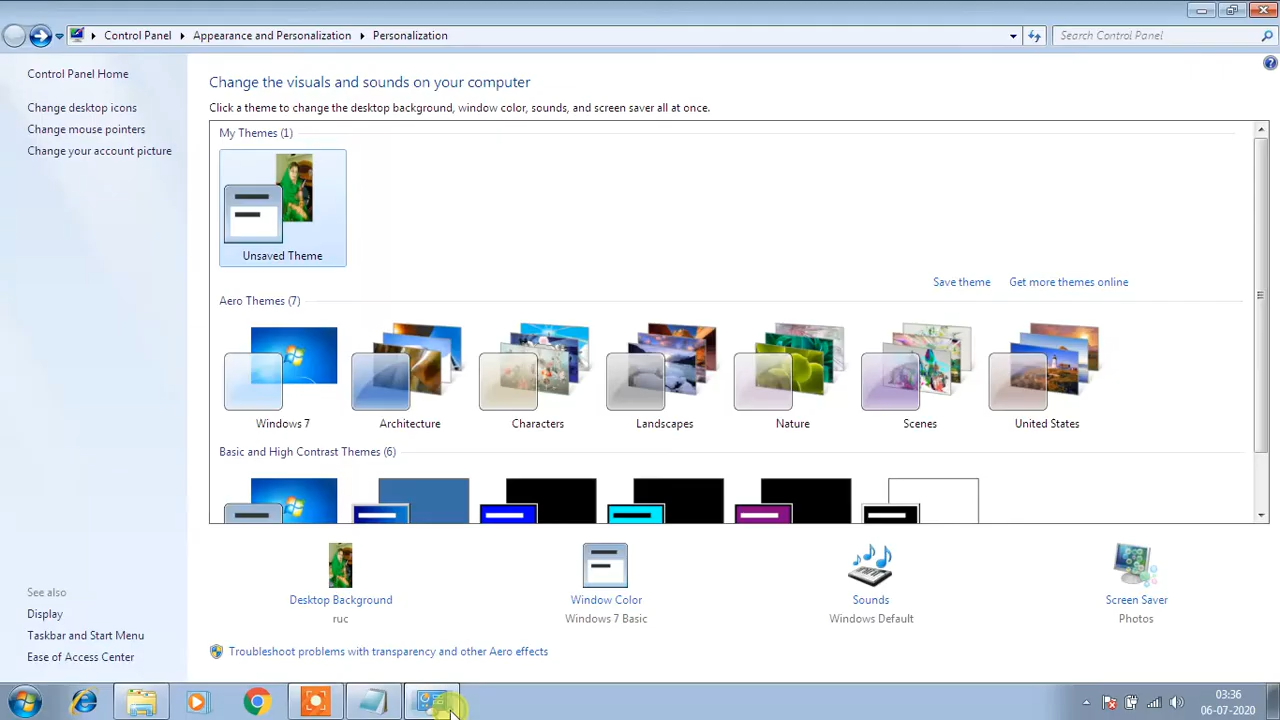 Control Panel
Appearance and Personalization
Personalization
Search Control Panel
Control Panel Home
Change desktop icons
Change mouse pointers
Change your account picture
Change the visuals and sounds on your computer
Click a theme to change the desktop background, window color, sounds, and screen saver all at once.
My Themes (1)
Unsaved Theme
Save theme
Get more themes online
Aero Themes (7)
Windows 7
Architecture
Characters
Landscapes
Nature
Scenes
United States
Basic and High Contrast Themes (6)
Desktop Background
ruc
Window Color
Windows 7 Basic
Sounds
Windows Default
Screen Saver
Photos
See also
Display
Taskbar and Start Menu
Ease of Access Center
Troubleshoot problems with transparency and other Aero effects
03:36
06-07-2020